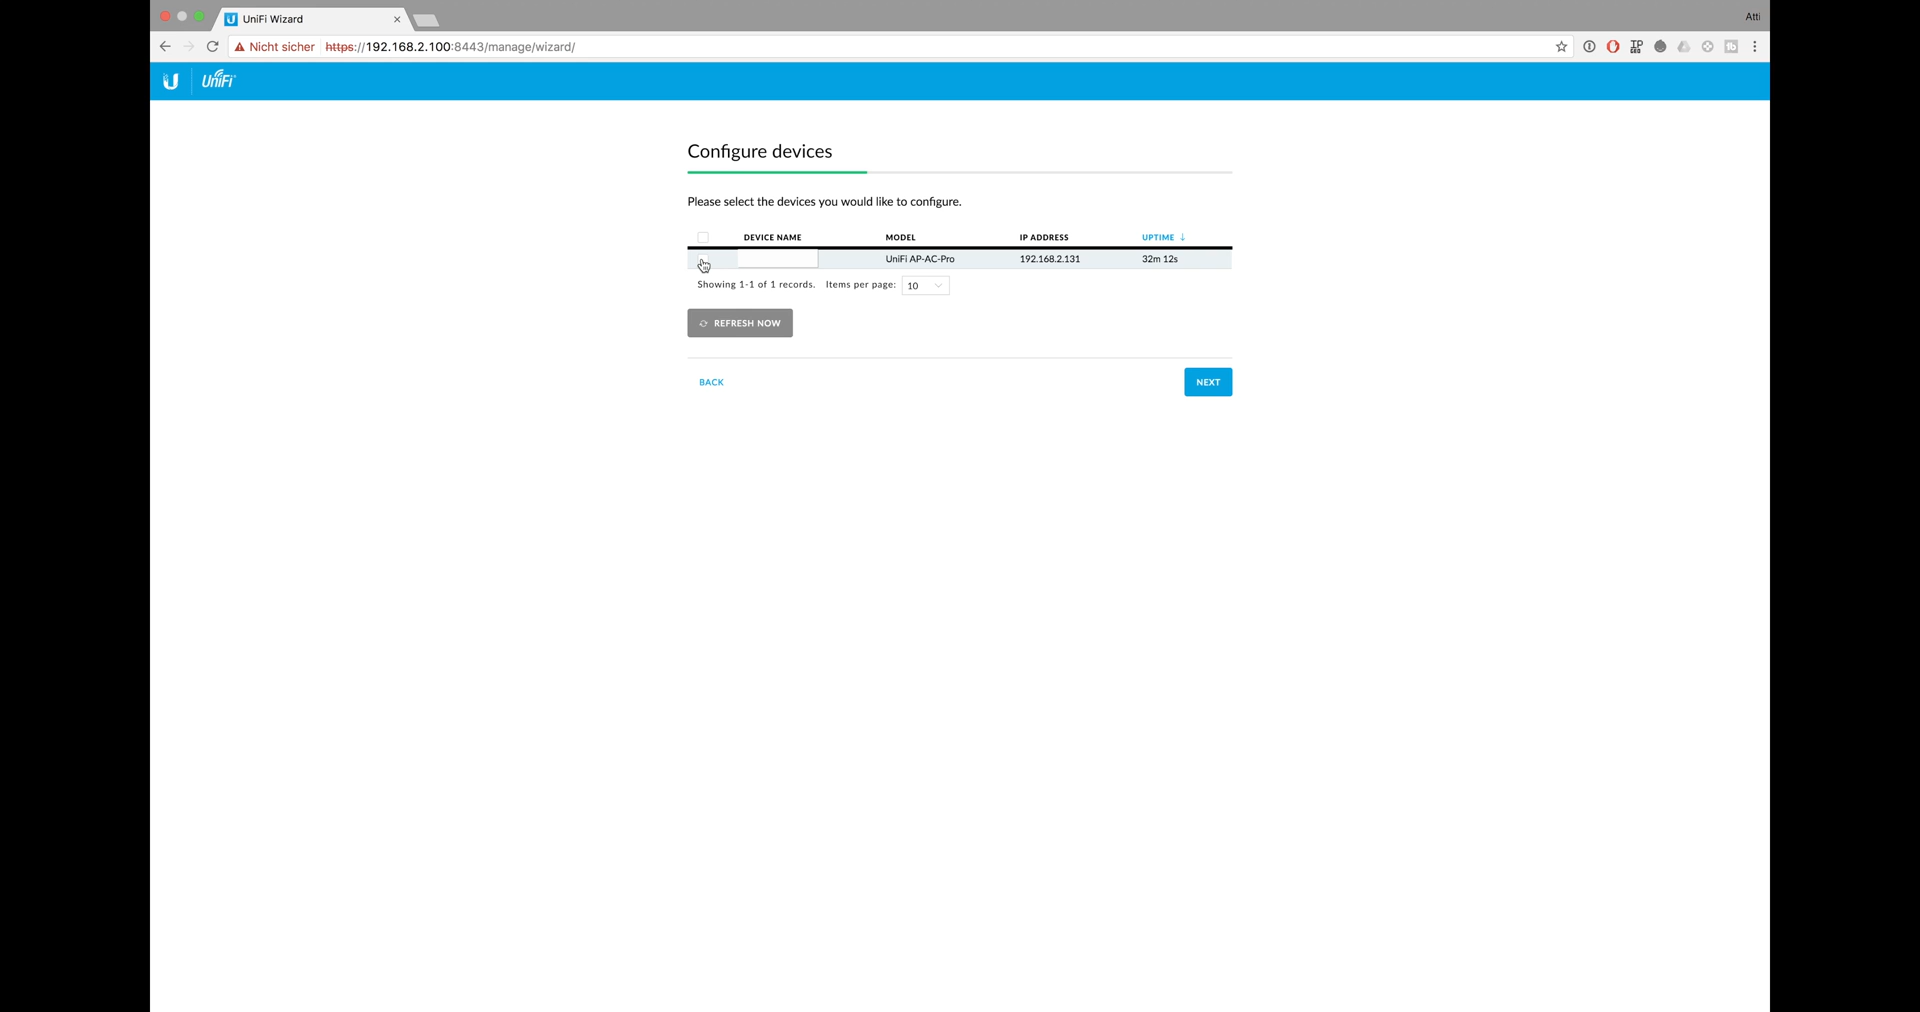 UniFi Wizard
Atti
Nicht sicher https://192.168.2.100:8443/manage/wizard/
U UniFi
Configure devices
Please select the devices you would like to configure.
DEVICE NAME MODEL IP ADDRESS UPTIME ↓
UniFi AP-AC-Pro 192.168.2.131 32m 12s
Showing 1-1 of 1 records. Items per page: 10
REFRESH NOW
BACK NEXT